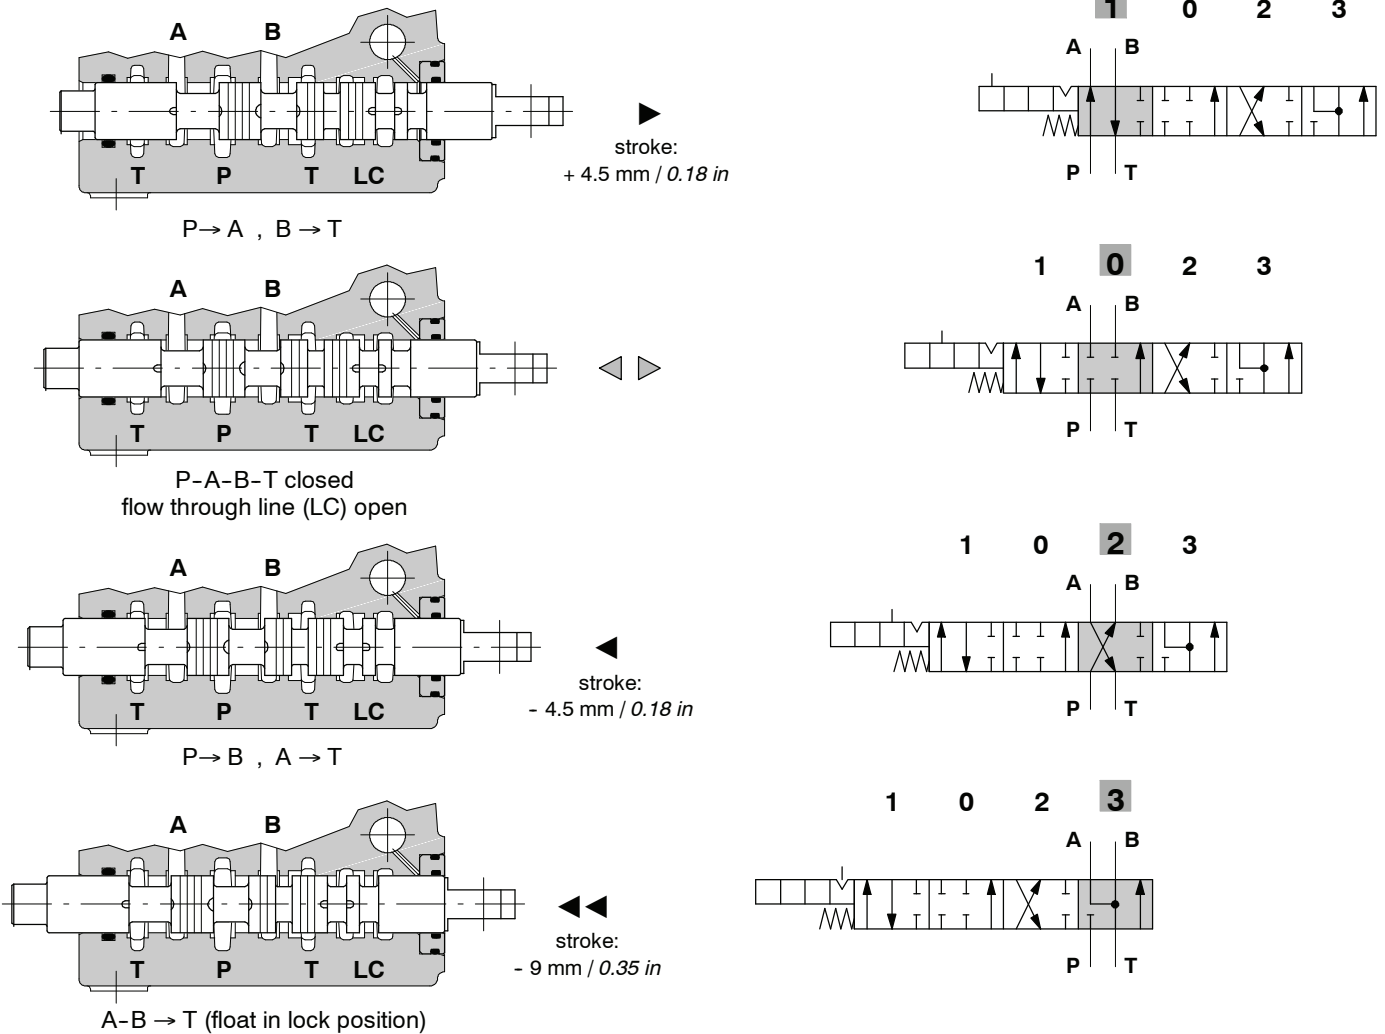 1 0 2 3
A B
A B
T P T LC
stroke:
+ 4.5 mm / 0.18 in
P T
P→ A , B → T
1 0 2 3
A B
A B
T P T LC
P T
P-A-B-T closed
flow through line (LC) open
1 0 2 3
A B
A B
T P T LC
stroke:
- 4.5 mm / 0.18 in
P T
P→ B , A → T
1 0 2 3
A B
A B
T P T LC
stroke:
- 9 mm / 0.35 in
P T
A-B → T (float in lock position)